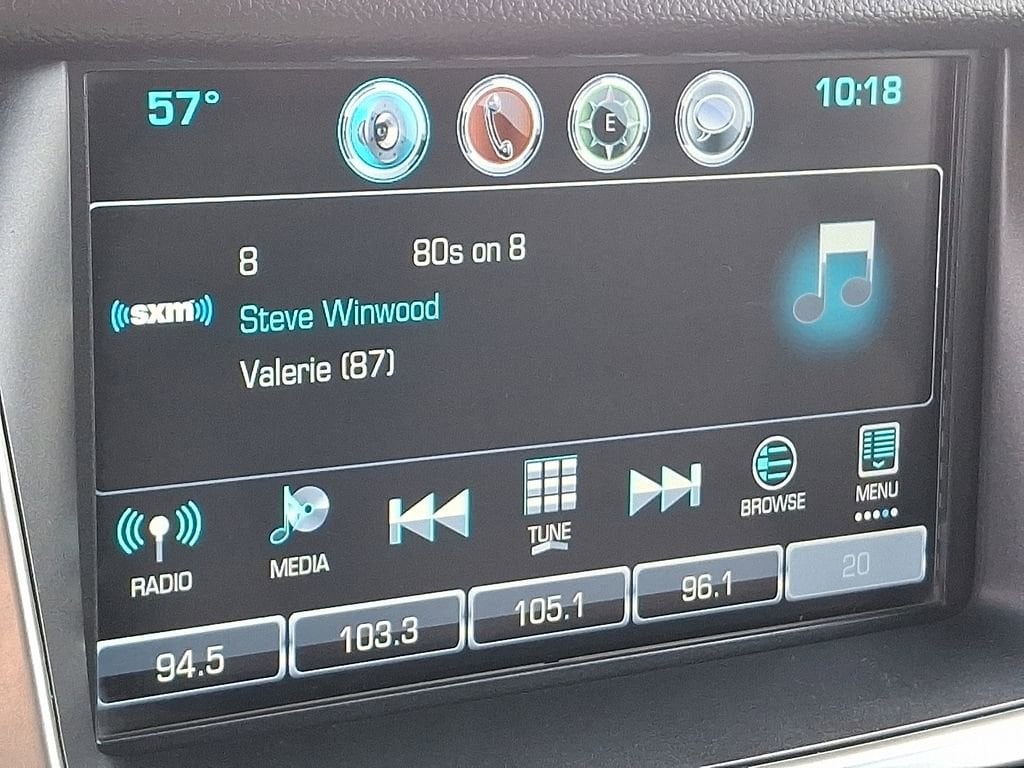 57°
E
10:18
8 80s on 8
sxm
Steve Winwood
Valerie (87)
RADIO
MEDIA
TUNE
BROWSE
MENU
94.5
103.3
105.1
96.1
20